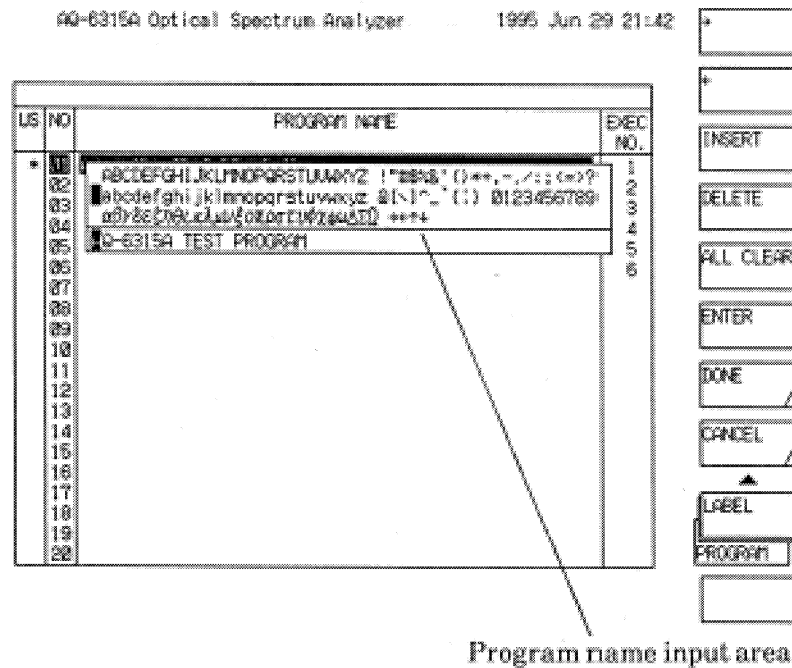 AQ-6315A Optical Spectrum Analyzer 1995 Jun 29 21:42
US NO PROGRAM NAME EXEC NO.
* 01 1
02 2
03 3
04 4
05 5
06 6
07
08
09
10
11
12
13
14
15
16
17
18
19
20
ABCDEFGHIJKLMNOPQRSTUVWXYZ
abcdefghijklmnopqrstuvwxyz 0123456789
Q-6315A TEST PROGRAM
INSERT
DELETE
ALL CLEAR
ENTER
DONE
CANCEL
LABEL
PROGRAM
Program name input area